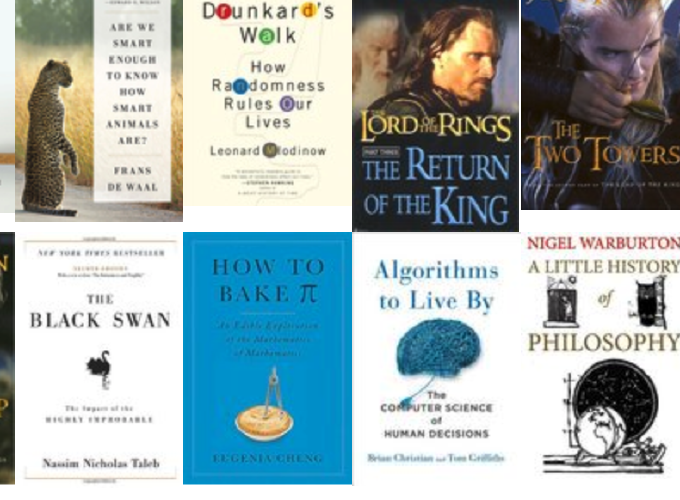 ARE WE
SMART
ENOUGH
TO KNOW
HOW
SMART
ANIMALS
ARE?
FRANS
DE WAAL
Drunkard's
Walk
How
Randomness
Rules Our
Lives
Leonard Mlodinow
STEPHEN HAWKING
THE
LORD OF THE RINGS
PART THREE
THE RETURN
OF THE KING
THE
TWO TOWERS
NEW YORK TIMES BESTSELLER
SECOND EDITION
THE
BLACK SWAN
The Impact of the
HIGHLY IMPROBABLE
Nassim Nicholas Taleb
HOW TO
BAKE π
An Edible Exploration
of the Mathematics
of Mathematics
EUGENIA CHENG
Algorithms
to Live By
The
COMPUTER SCIENCE
of
HUMAN DECISIONS
Brian Christian and Tom Griffiths
NIGEL WARBURTON
A LITTLE HISTORY
of
PHILOSOPHY